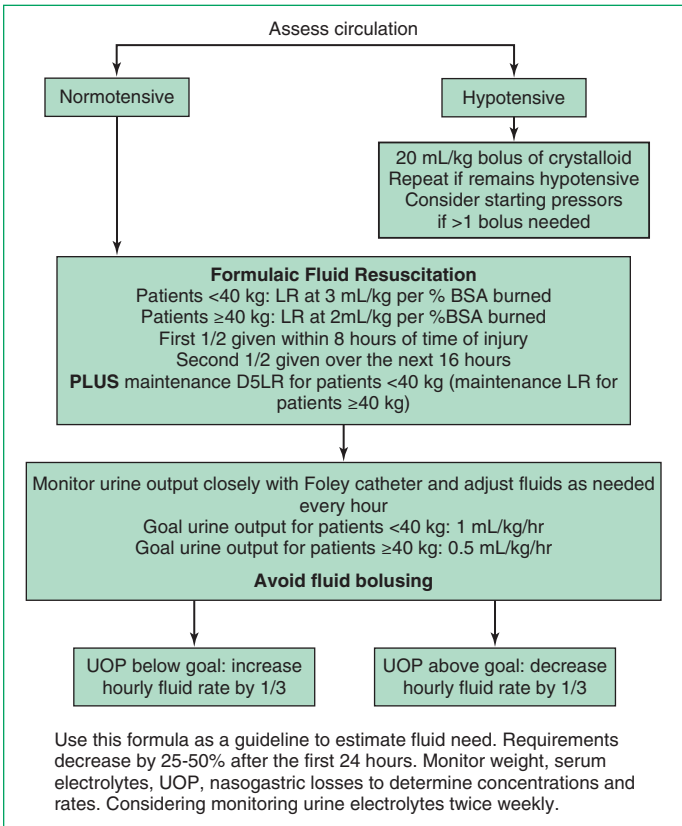 Assess circulation
Normotensive
Hypotensive
20 mL/kg bolus of crystalloid
Repeat if remains hypotensive
Consider starting pressors
if >1 bolus needed
Formulaic Fluid Resuscitation
Patients <40 kg: LR at 3 mL/kg per % BSA burned
Patients ≥40 kg: LR at 2mL/kg per %BSA burned
First 1/2 given within 8 hours of time of injury
Second 1/2 given over the next 16 hours
PLUS maintenance D5LR for patients <40 kg (maintenance LR for
patients ≥40 kg)
Monitor urine output closely with Foley catheter and adjust fluids as needed
every hour
Goal urine output for patients <40 kg: 1 mL/kg/hr
Goal urine output for patients ≥40 kg: 0.5 mL/kg/hr
Avoid fluid bolusing
UOP below goal: increase
hourly fluid rate by 1/3
UOP above goal: decrease
hourly fluid rate by 1/3
Use this formula as a guideline to estimate fluid need. Requirements
decrease by 25-50% after the first 24 hours. Monitor weight, serum
electrolytes, UOP, nasogastric losses to determine concentrations and
rates. Considering monitoring urine electrolytes twice weekly.